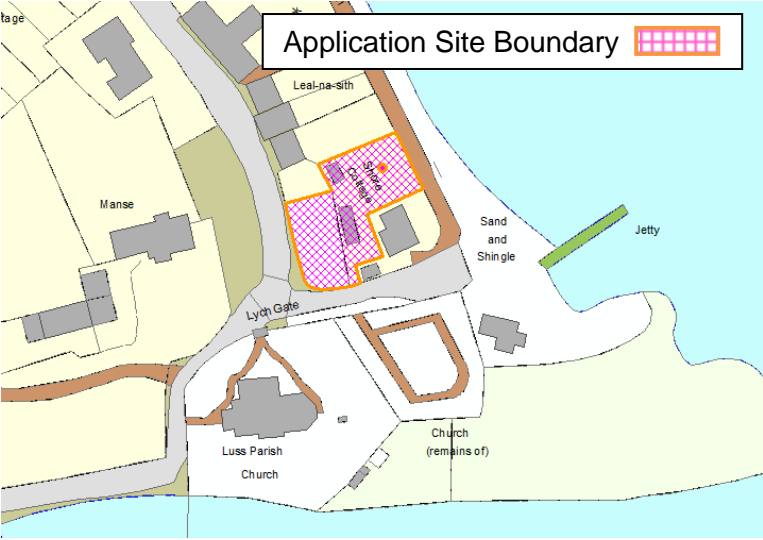 tage
Application Site Boundary
Leal-na-sith
Shore
Cottage
Manse
Sand
and
Shingle
Jetty
Lych Gate
Luss Parish
Church
Church
(remains of)